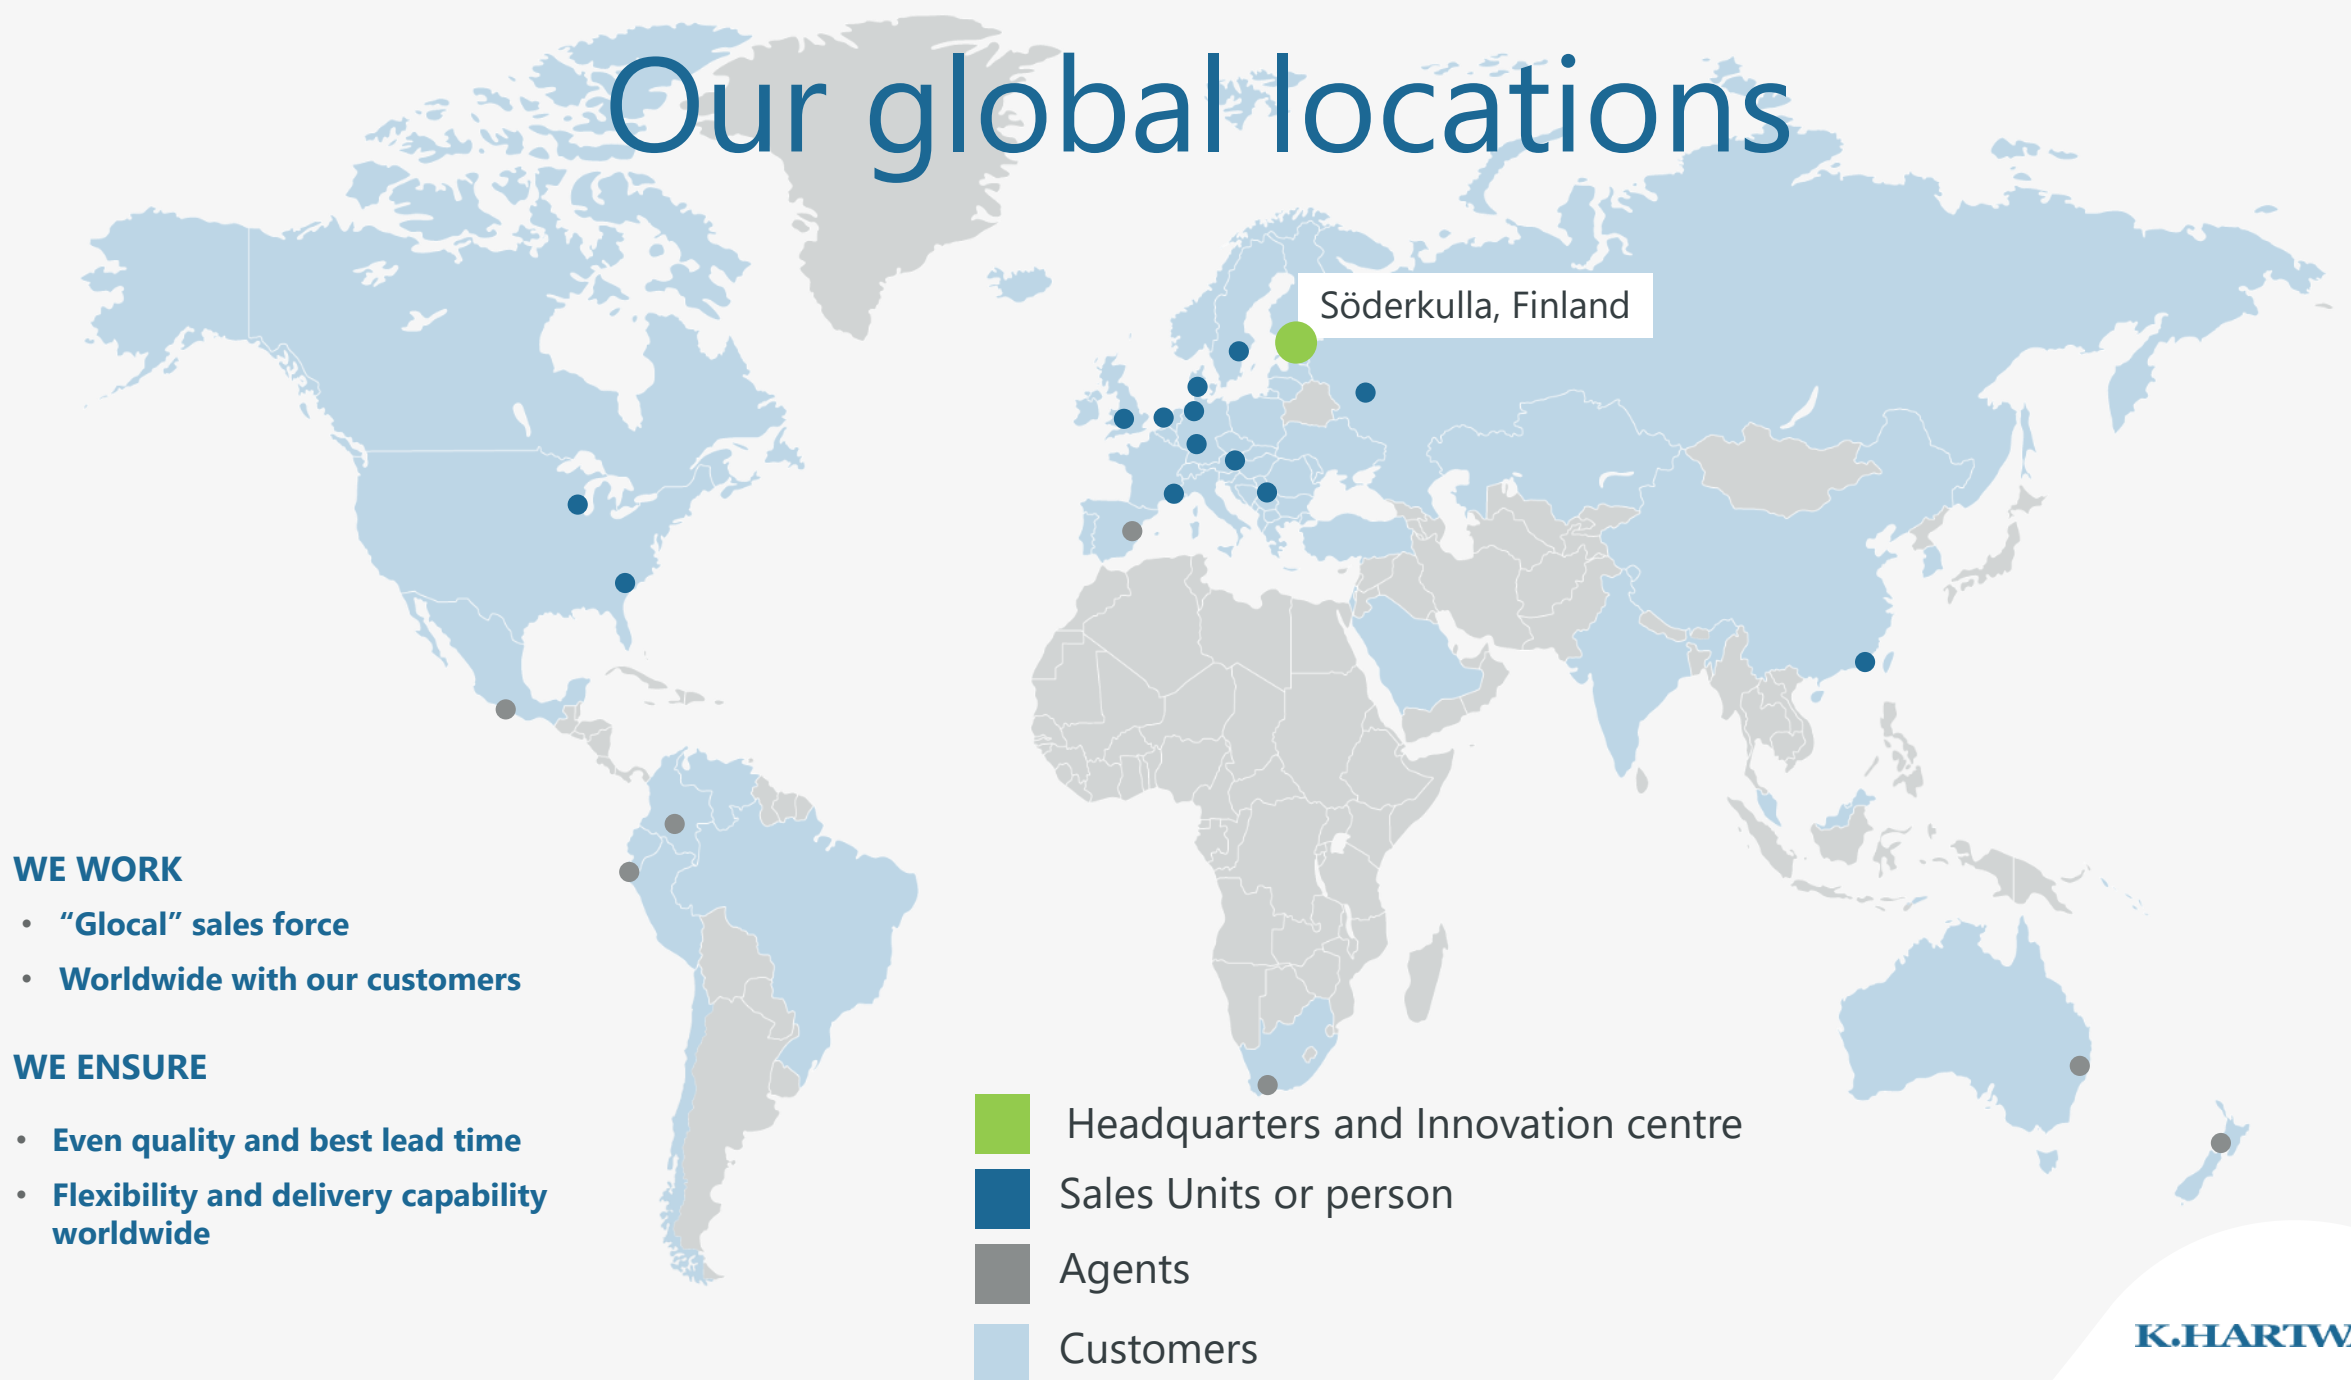 Our global locations
Söderkulla, Finland
WE WORK
• “Glocal” sales force
• Worldwide with our customers
WE ENSURE
• Even quality and best lead time
• Flexibility and delivery capability
worldwide
Headquarters and Innovation centre
Sales Units or person
Agents
Customers